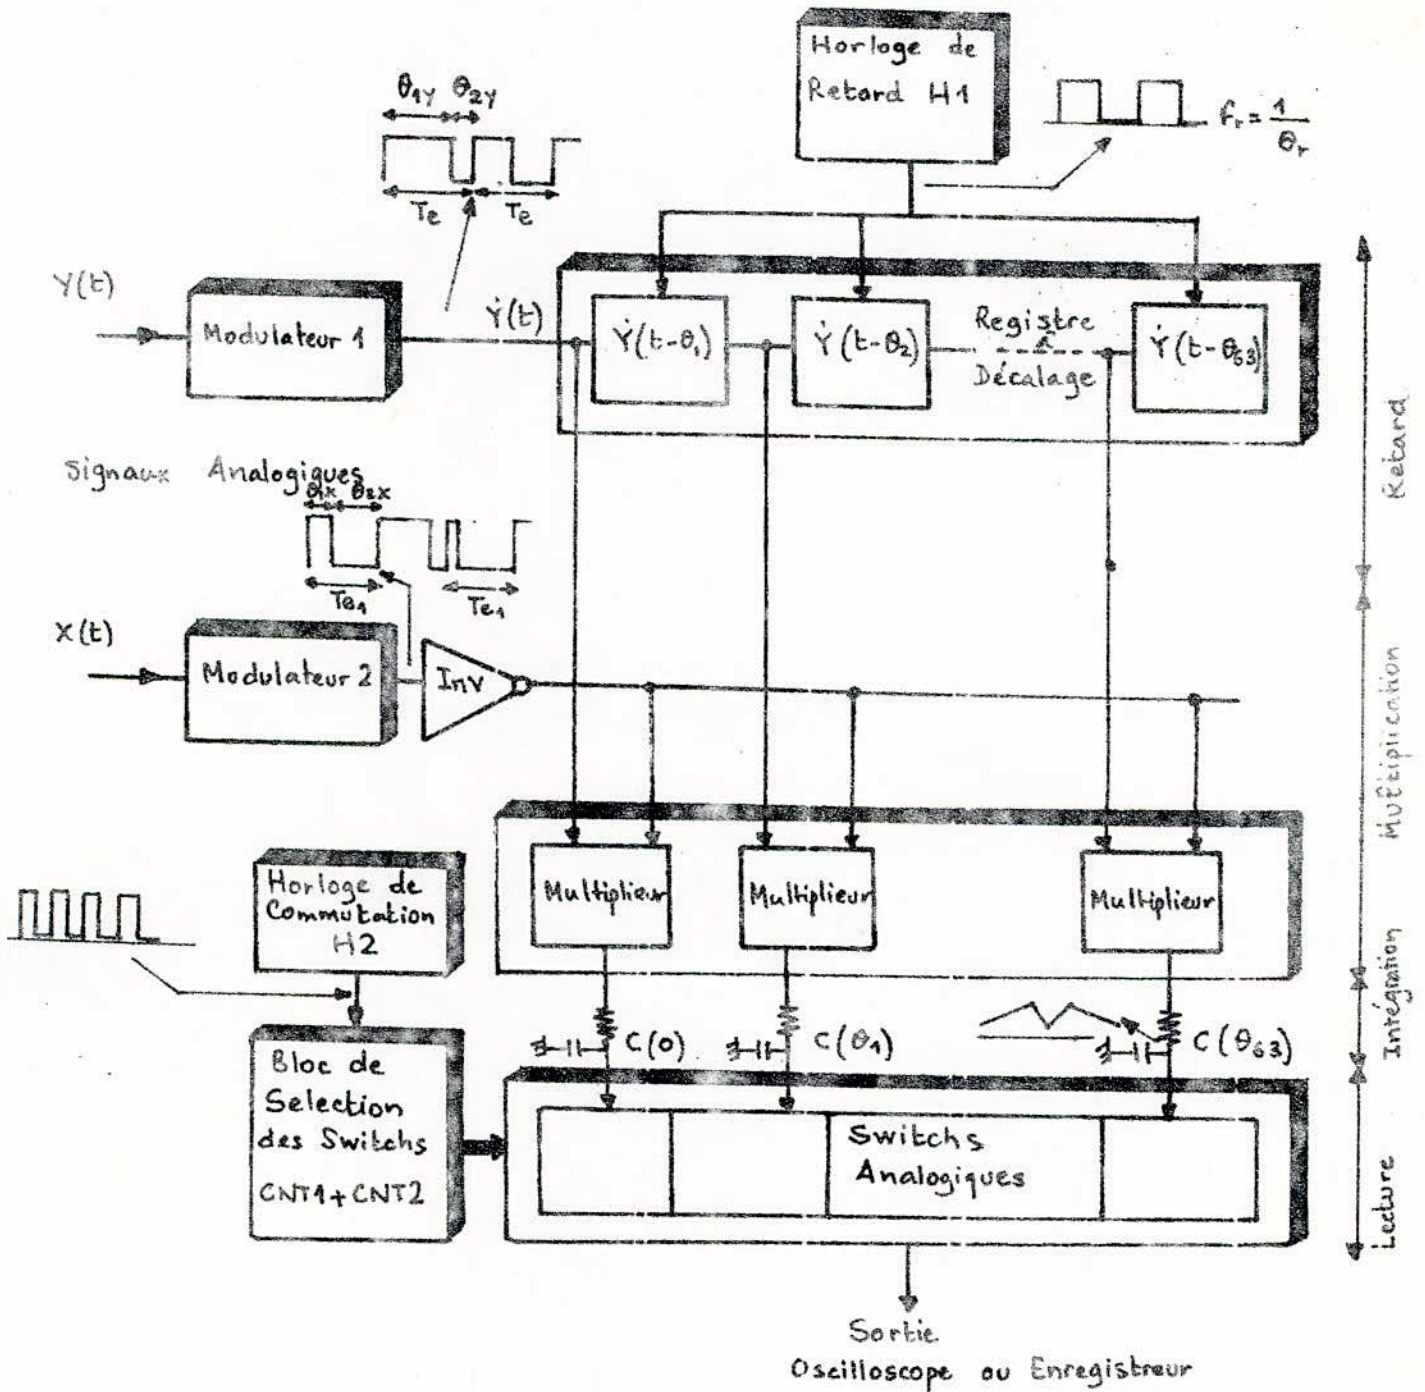 Horloge de
Retard H1
fr = 1/θr
θ1y θ2y
Te Te
Y(t)
Modulateur 1
Ẏ(t)
Ẏ(t-θ1)
Ẏ(t-θ2)
Registre
à
Décalage
Ẏ(t-θ63)
Retard
Signaux Analogiques
θ1x θ2x
Te1 Te1
X(t)
Modulateur 2
Inv
Multiplication
Horloge de
Commutation
H2
Multiplieur
Multiplieur
Multiplieur
Intégration
C(0)
C(θ1)
C(θ63)
Bloc de
Selection
des Switchs
CNT1+CNT2
Switchs
Analogiques
Lecture
Sortie
Oscilloscope ou Enregistreur